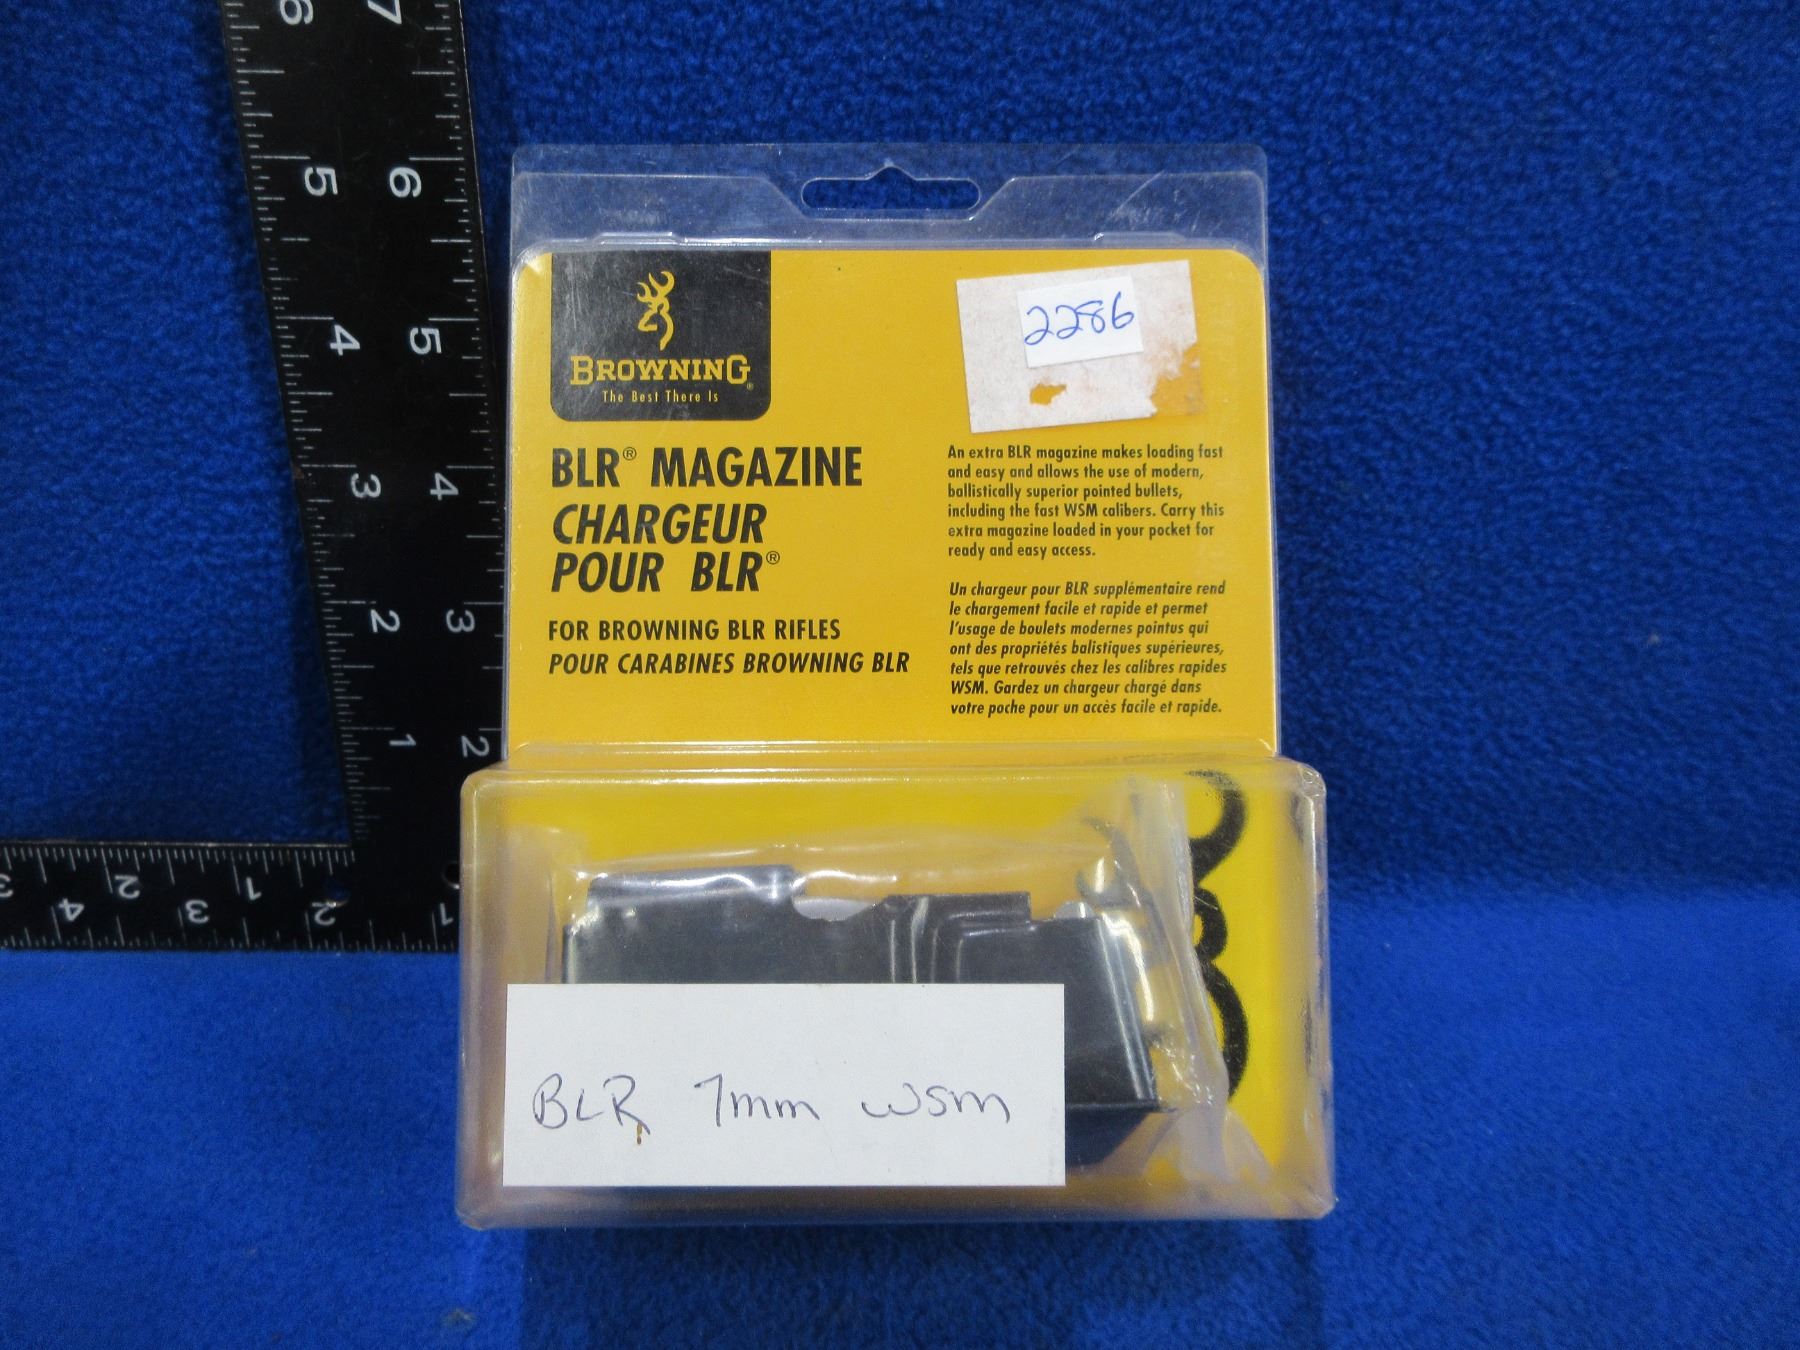 BROWNING®
The Best There Is
2286
BLR® MAGAZINE
CHARGEUR
POUR BLR®
FOR BROWNING BLR RIFLES
POUR CARABINES BROWNING BLR
An extra BLR magazine makes loading fast
and easy and allows the use of modern,
ballistically superior pointed bullets,
including the fast WSM calibers. Carry this
extra magazine loaded in your pocket for
ready and easy access.
Un chargeur pour BLR supplémentaire rend
le chargement facile et rapide et permet
l'usage de boulets modernes pointus qui
ont des propriétés balistiques supérieures,
tels que retrouvés chez les calibres rapides
WSM. Gardez un chargeur chargé dans
votre poche pour un accès facile et rapide.
BLR 7mm WSM
6 7
5 6
4 5
3 4
2 3
1 2
3 2 1
4 3 2 1